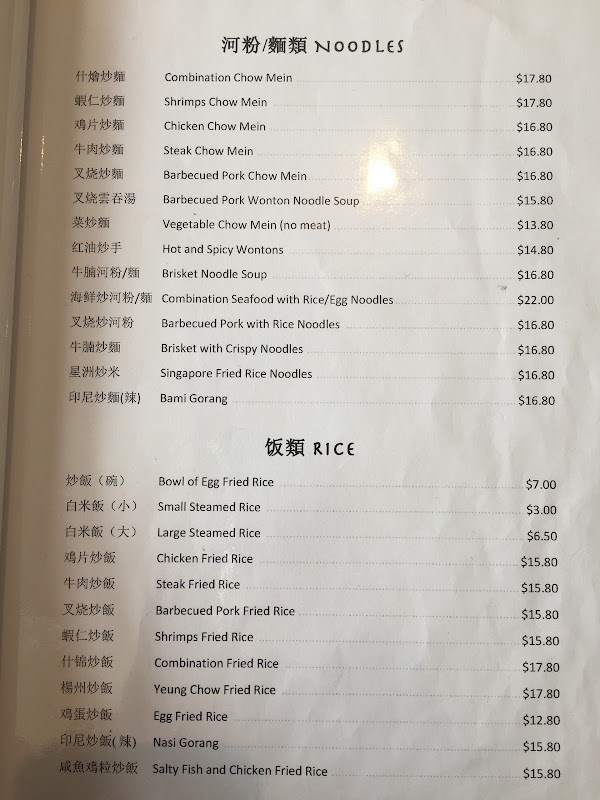 河粉/麵類 NOODLES
什燴炒麵 Combination Chow Mein $17.80
蝦仁炒麵 Shrimps Chow Mein $17.80
鸡片炒麵 Chicken Chow Mein $16.80
牛肉炒麵 Steak Chow Mein $16.80
叉烧炒麵 Barbecued Pork Chow Mein $16.80
叉烧雲吞湯 Barbecued Pork Wonton Noodle Soup $15.80
菜炒麵 Vegetable Chow Mein (no meat) $13.80
红油炒手 Hot and Spicy Wontons $14.80
牛腩河粉/麵 Brisket Noodle Soup $16.80
海鲜炒河粉/麵 Combination Seafood with Rice/Egg Noodles $22.00
叉烧炒河粉 Barbecued Pork with Rice Noodles $16.80
牛腩炒麵 Brisket with Crispy Noodles $16.80
星洲炒米 Singapore Fried Rice Noodles $16.80
印尼炒麵(辣) Bami Gorang $16.80
饭類 RICE
炒飯（碗） Bowl of Egg Fried Rice $7.00
白米飯（小） Small Steamed Rice $3.00
白米飯（大） Large Steamed Rice $6.50
鸡片炒飯 Chicken Fried Rice $15.80
牛肉炒飯 Steak Fried Rice $15.80
叉烧炒飯 Barbecued Pork Fried Rice $15.80
蝦仁炒飯 Shrimps Fried Rice $15.80
什锦炒飯 Combination Fried Rice $17.80
楊州炒飯 Yeung Chow Fried Rice $17.80
鸡蛋炒飯 Egg Fried Rice $12.80
印尼炒飯(辣) Nasi Gorang $15.80
咸魚鸡粒炒飯 Salty Fish and Chicken Fried Rice $15.80